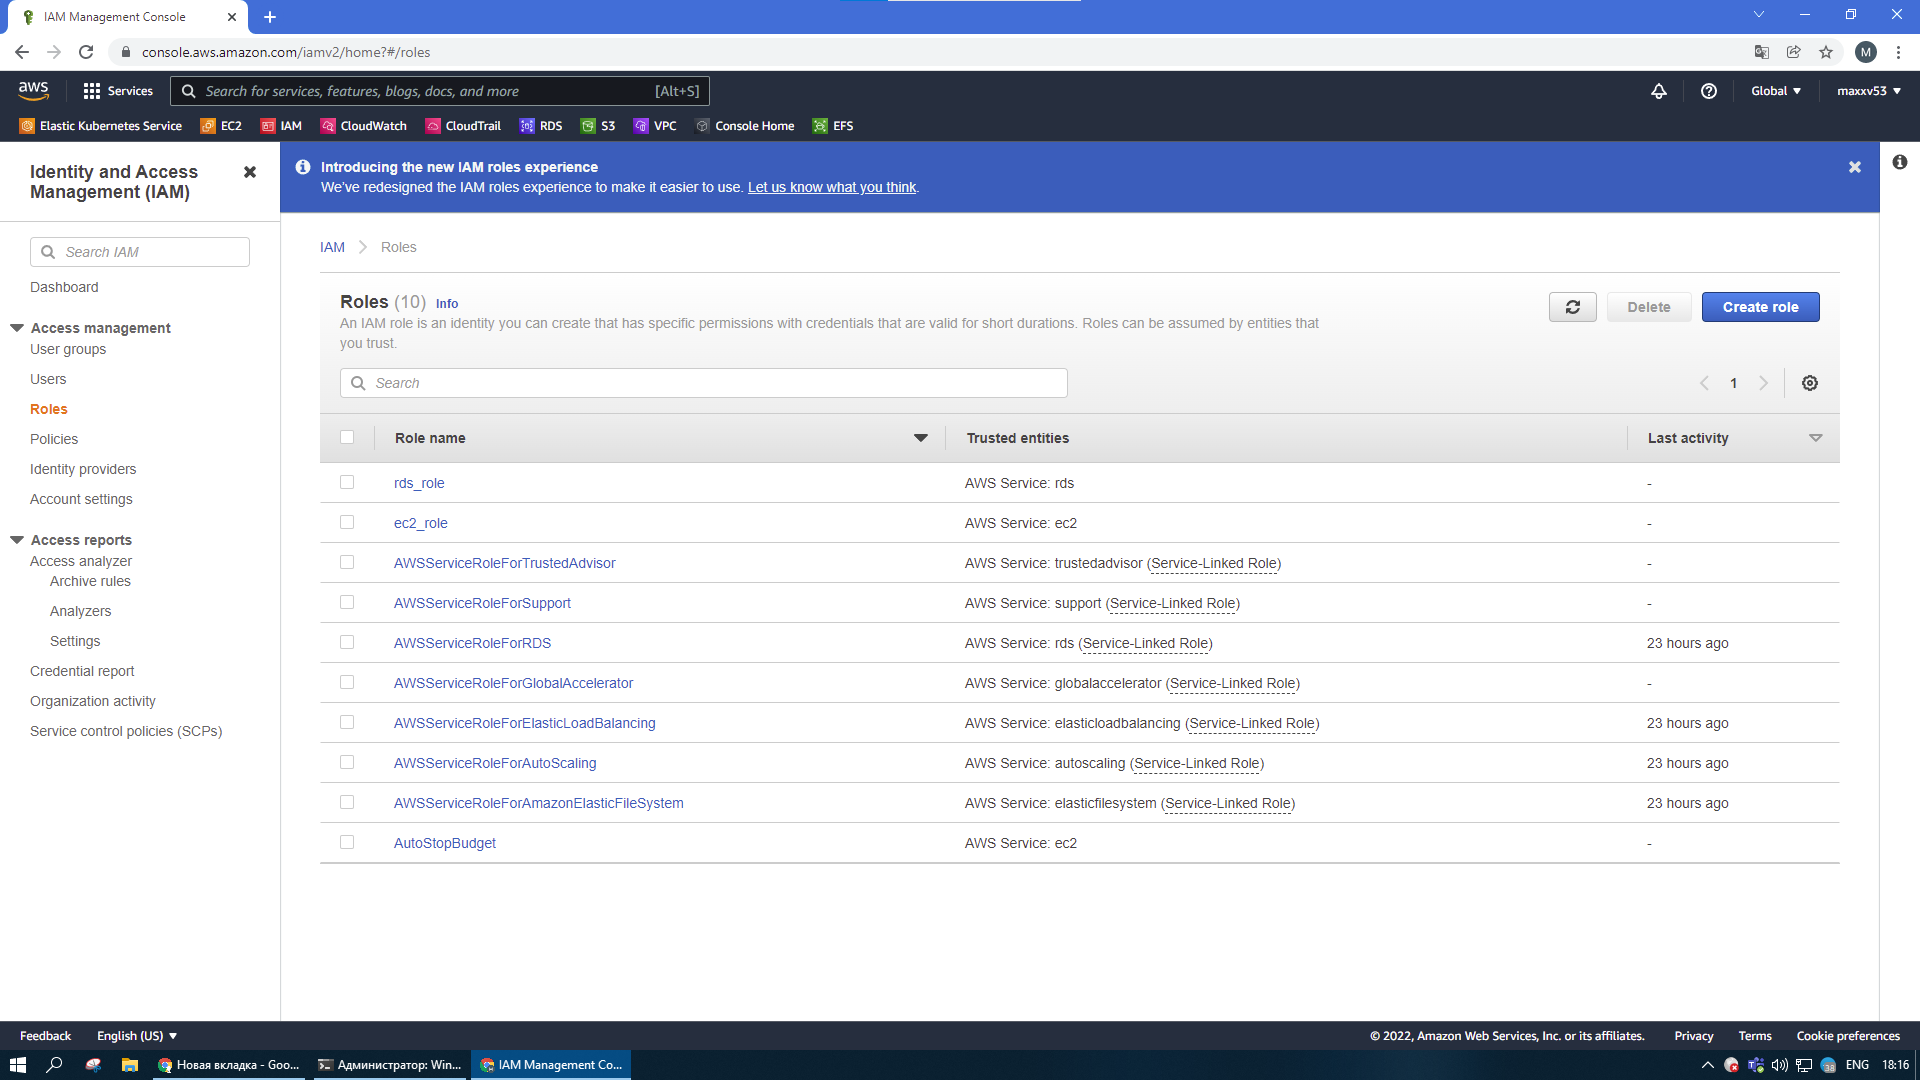 IAM Management Console
console.aws.amazon.com/iamv2/home?#/roles
M
aws
Services
Search for services, features, blogs, docs, and more
[Alt+S]
Global
maxxv53
Elastic Kubernetes Service
EC2
IAM
CloudWatch
CloudTrail
RDS
S3
VPC
Console Home
EFS
Identity and Access
Management (IAM)
Search IAM
Dashboard
Access management
User groups
Users
Roles
Policies
Identity providers
Account settings
Access reports
Access analyzer
Archive rules
Analyzers
Settings
Credential report
Organization activity
Service control policies (SCPs)
Introducing the new IAM roles experience
We've redesigned the IAM roles experience to make it easier to use. Let us know what you think.
IAM
Roles
Roles (10) Info
An IAM role is an identity you can create that has specific permissions with credentials that are valid for short durations. Roles can be assumed by entities that
you trust.
Delete
Create role
Search
1
Role name Trusted entities Last activity
rds_role AWS Service: rds -
ec2_role AWS Service: ec2 -
AWSServiceRoleForTrustedAdvisor AWS Service: trustedadvisor (Service-Linked Role) -
AWSServiceRoleForSupport AWS Service: support (Service-Linked Role) -
AWSServiceRoleForRDS AWS Service: rds (Service-Linked Role) 23 hours ago
AWSServiceRoleForGlobalAccelerator AWS Service: globalaccelerator (Service-Linked Role) -
AWSServiceRoleForElasticLoadBalancing AWS Service: elasticloadbalancing (Service-Linked Role) 23 hours ago
AWSServiceRoleForAutoScaling AWS Service: autoscaling (Service-Linked Role) 23 hours ago
AWSServiceRoleForAmazonElasticFileSystem AWS Service: elasticfilesystem (Service-Linked Role) 23 hours ago
AutoStopBudget AWS Service: ec2 -
Feedback
English (US)
© 2022, Amazon Web Services, Inc. or its affiliates.
Privacy
Terms
Cookie preferences
Новая вкладка - Goo...
Администратор: Win...
IAM Management Co...
38
ENG
18:16